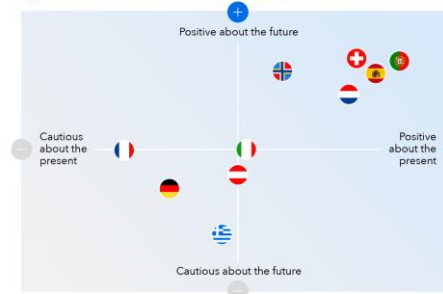 Positive about the future
Cautious
about the
present
Positive
about the
present
Cautious about the future